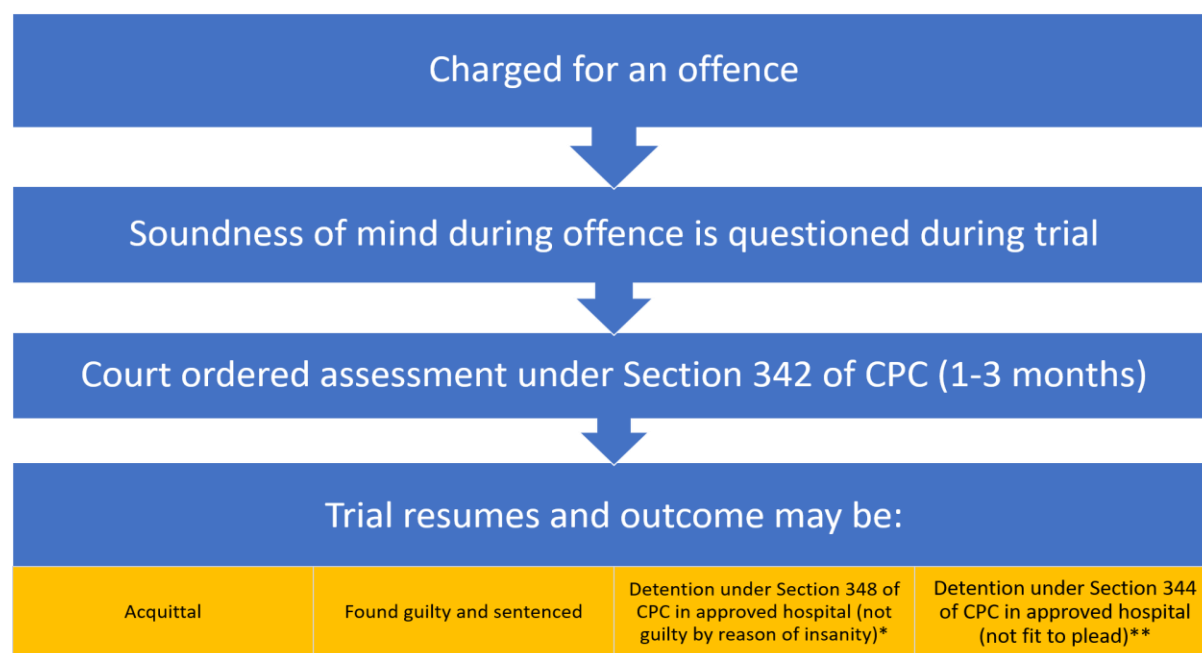 Charged for an offence
Soundness of mind during offence is questioned during trial
Court ordered assessment under Section 342 of CPC (1-3 months)
Trial resumes and outcome may be:
Acquittal
Found guilty and sentenced
Detention under Section 348
of CPC in approved hospital (not
guilty by reason of insanity)*
Detention under Section 344
of CPC in approved hospital
(not fit to plead)**